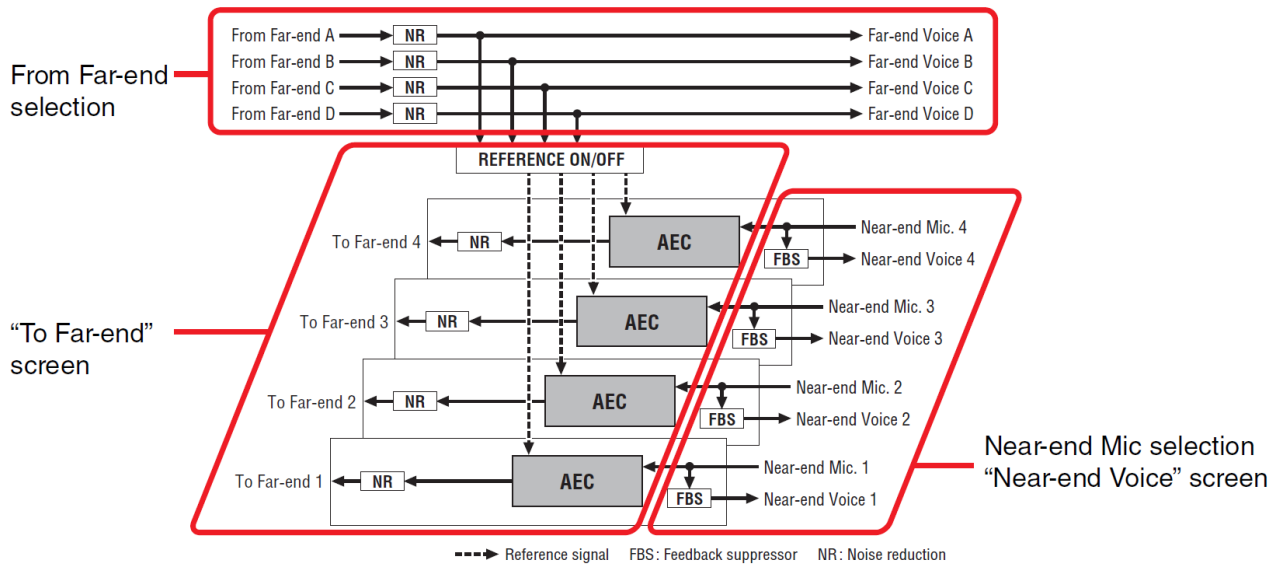 From Far-end
selection
From Far-end A NR Far-end Voice A
From Far-end B NR Far-end Voice B
From Far-end C NR Far-end Voice C
From Far-end D NR Far-end Voice D
REFERENCE ON/OFF
“To Far-end”
screen
To Far-end 4 NR AEC Near-end Mic. 4
FBS Near-end Voice 4
To Far-end 3 NR AEC Near-end Mic. 3
FBS Near-end Voice 3
To Far-end 2 NR AEC Near-end Mic. 2
FBS Near-end Voice 2
To Far-end 1 NR AEC Near-end Mic. 1
FBS Near-end Voice 1
Near-end Mic selection
“Near-end Voice” screen
Reference signal FBS: Feedback suppressor NR: Noise reduction